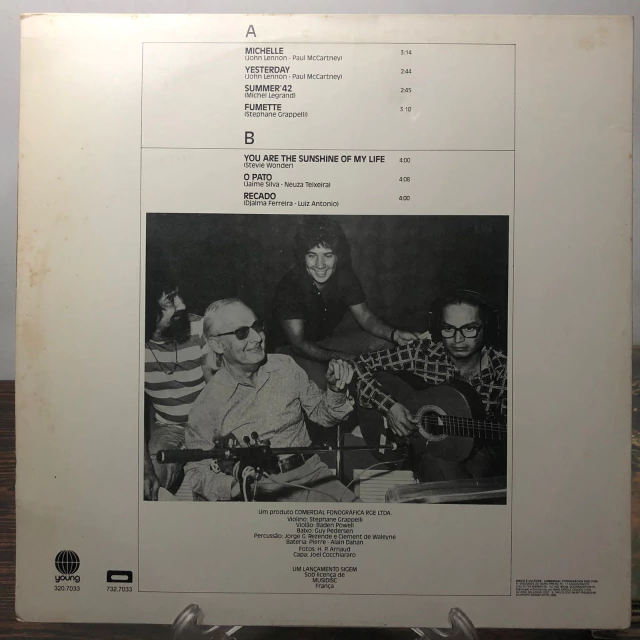 A
MICHELLE 3:14
(John Lennon - Paul McCartney)
YESTERDAY 2:44
(John Lennon - Paul McCartney)
SUMMER'42 2:45
(Michel Legrand)
FUMETTE 3:10
(Stephane Grappelli)
B
YOU ARE THE SUNSHINE OF MY LIFE 4:00
(Stevie Wonder)
O PATO 4:08
(Jaime Silva - Neuza Teixeira)
RECADO 4:00
(Djalma Ferreira - Luiz Antonio)
Um produto COMERCIAL FONOGRÁFICA RGE LTDA.
Violino: Stephane Grappelli
Violão: Baden Powell
Baixo: Guy Pedersen
Percussão: Jorge G. Rezende e Clement de Waleyne
Bateria: Pierre - Alain Dahan
Fotos: H. P. Arnaud
Capa: Joel Cocchiararo
UM LANÇAMENTO SIGEM
Sob licença de
MUSIDISC
França
young
320.7033
732.7033